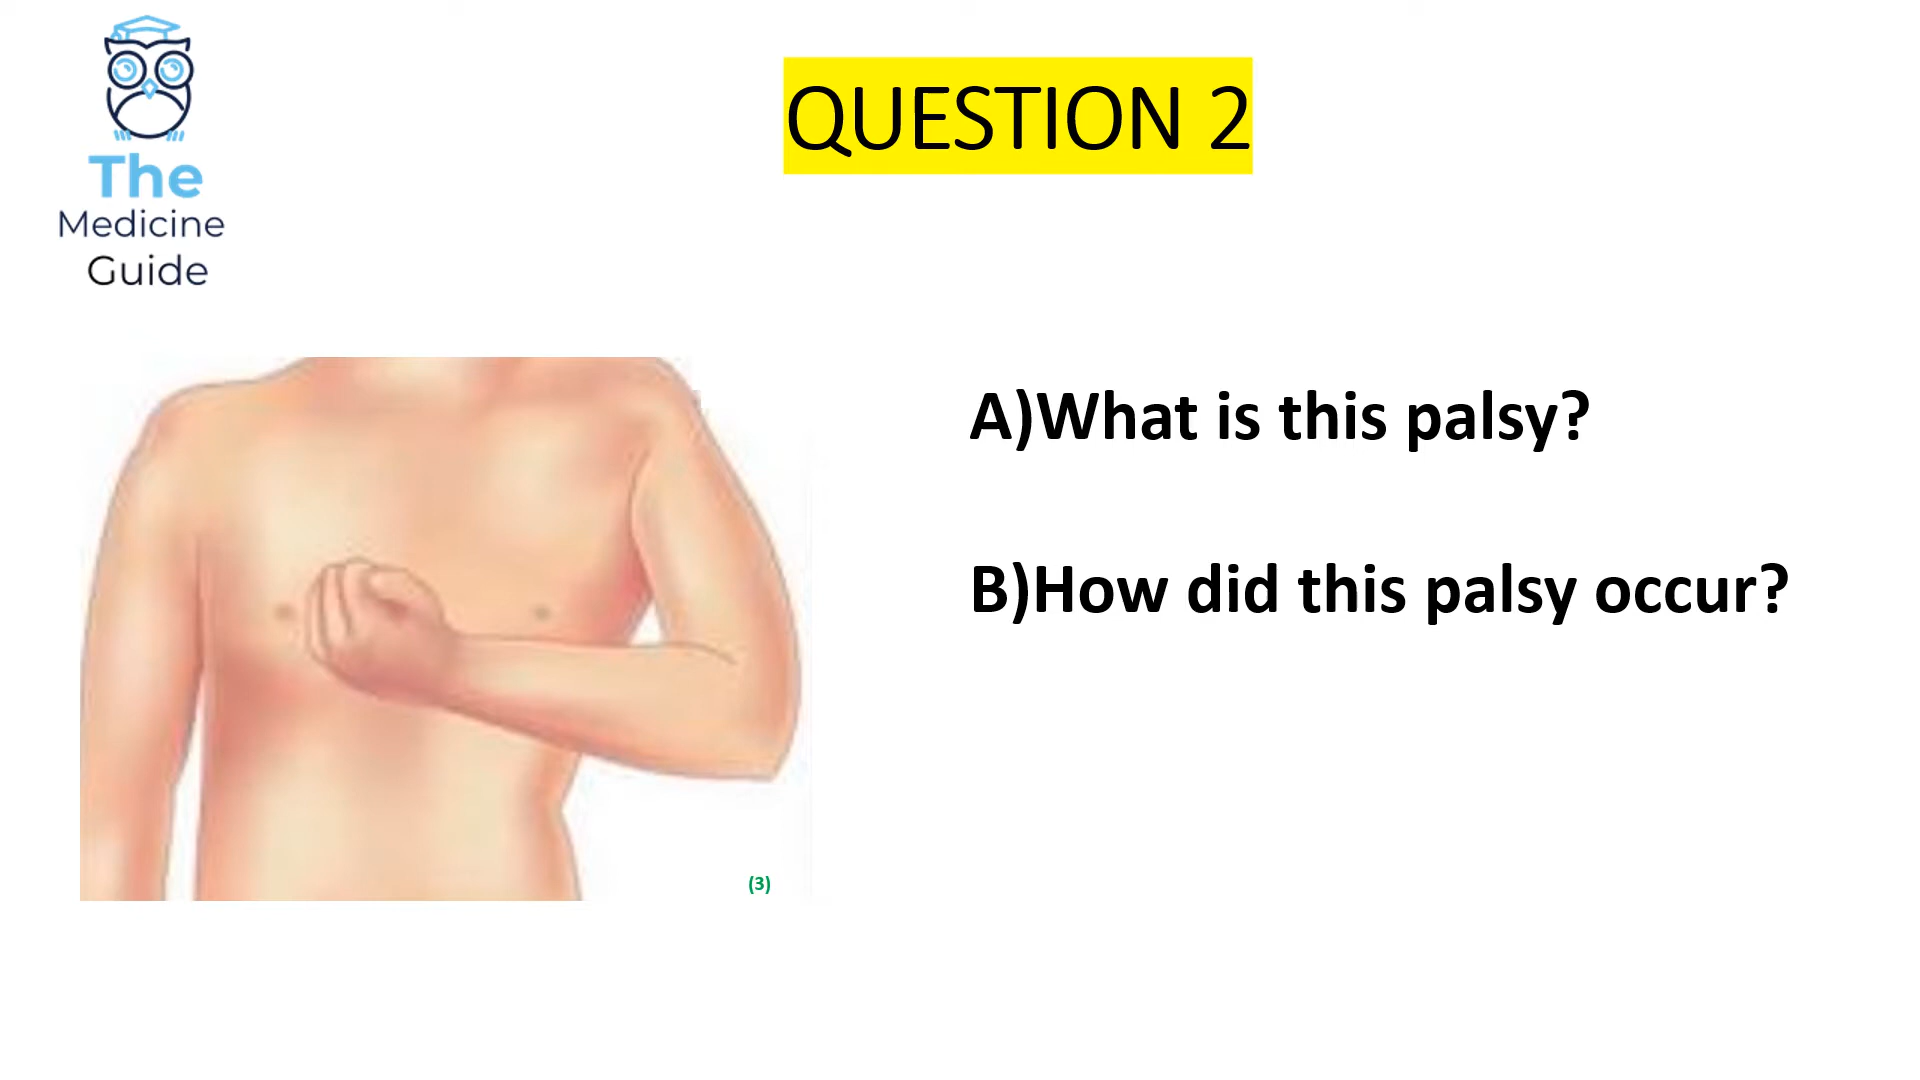 The
Medicine
Guide
QUESTION 2
A)What is this palsy?
B)How did this palsy occur?
(3)